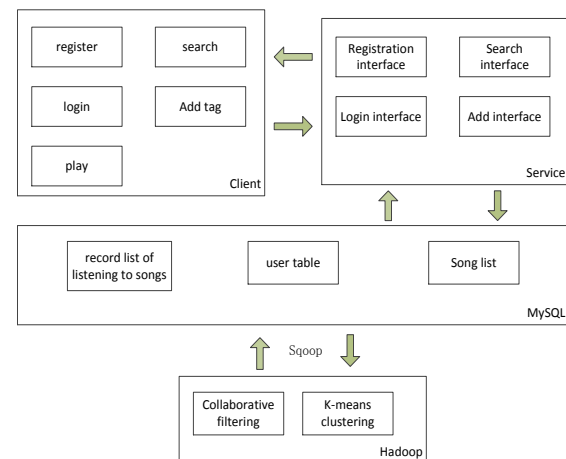 register
search
login
Add tag
play
Client
Registration
interface
Search
interface
Login interface
Add interface
Service
record list of
listening to songs
user table
Song list
MySQL
Sqoop
Collaborative
filtering
K-means
clustering
Hadoop